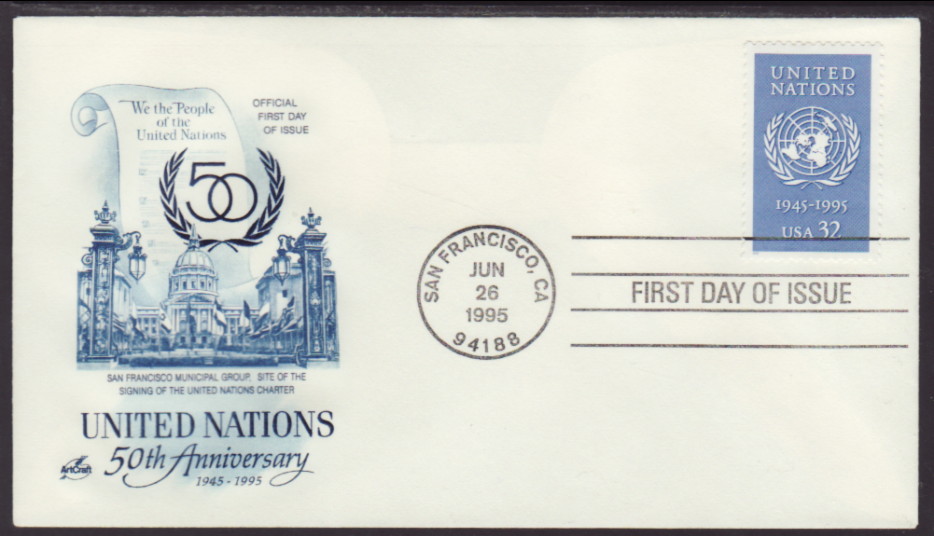 We the People
of the
United Nations
OFFICIAL
FIRST DAY
OF ISSUE
50
SAN FRANCISCO MUNICIPAL GROUP, SITE OF THE
SIGNING OF THE UNITED NATIONS CHARTER
UNITED NATIONS
50th Anniversary
1945 - 1995
ArtCraft
SAN FRANCISCO, CA
JUN
26
1995
94188
FIRST DAY OF ISSUE
UNITED
NATIONS
1945-1995
USA 32